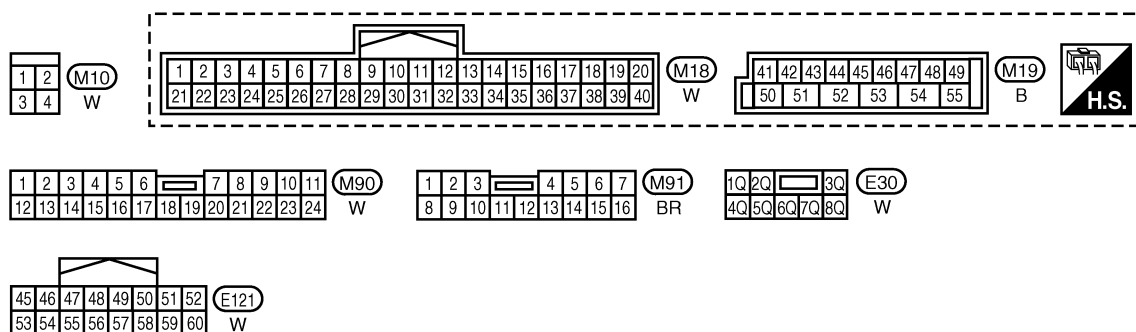 1 2 M10
3 4 W
1 2 3 4 5 6 7 8 9 10 11 12 13 14 15 16 17 18 19 20 M18
21 22 23 24 25 26 27 28 29 30 31 32 33 34 35 36 37 38 39 40 W
41 42 43 44 45 46 47 48 49 M19
50 51 52 53 54 55 B
H.S.
1 2 3 4 5 6 7 8 9 10 11 M90
12 13 14 15 16 17 18 19 20 21 22 23 24 W
1 2 3 4 5 6 7 M91
8 9 10 11 12 13 14 15 16 BR
1Q 2Q 3Q E30
4Q 5Q 6Q 7Q 8Q W
45 46 47 48 49 50 51 52 E121
53 54 55 56 57 58 59 60 W